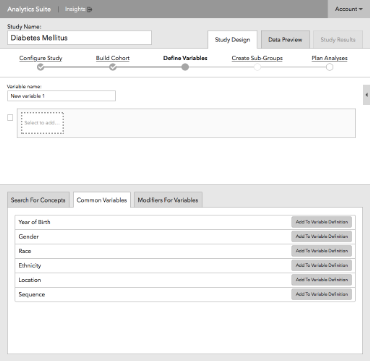 Analytics Suite | Insights
Account
Study Name:
Diabetes Mellitus
Study Design
Data Preview
Study Results
Configure Study
Build Cohort
Define Variables
Create Sub-Groups
Plan Analyses
Variable name:
New variable 1
Select to add...
Search For Concepts
Common Variables
Modifiers For Variables
Year of Birth
Add To Variable Definition
Gender
Add To Variable Definition
Race
Add To Variable Definition
Ethnicity
Add To Variable Definition
Location
Add To Variable Definition
Sequence
Add To Variable Definition